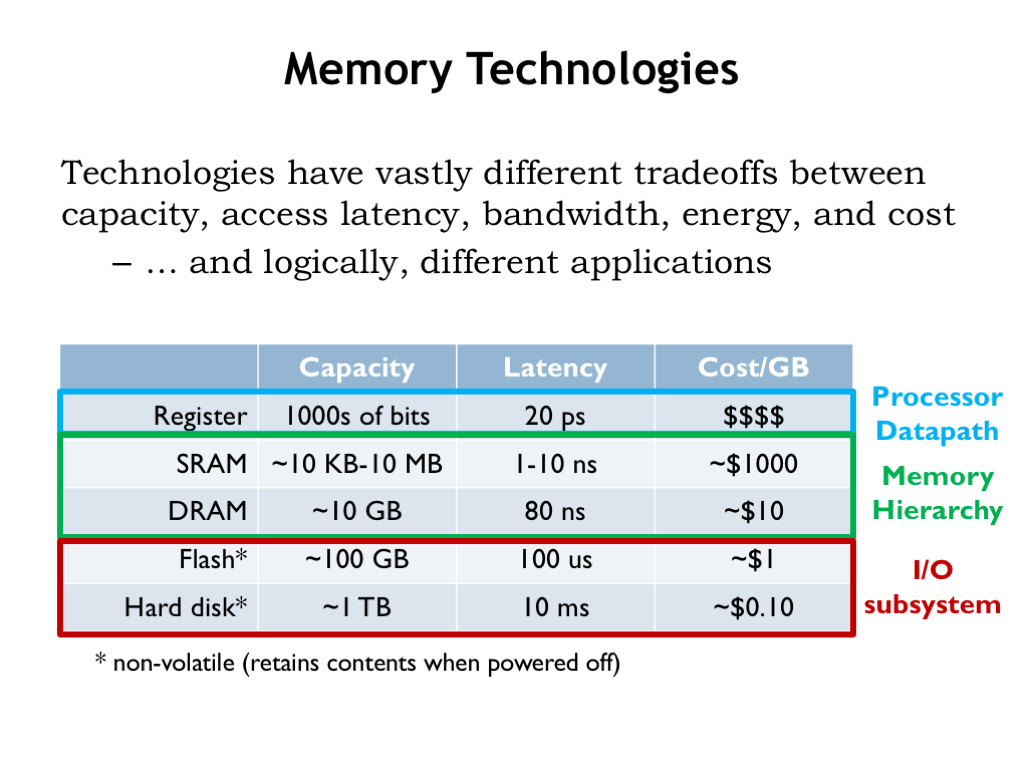 Memory Technologies
Technologies have vastly different tradeoffs between
capacity, access latency, bandwidth, energy, and cost
– … and logically, different applications
Capacity Latency Cost/GB
Register 1000s of bits 20 ps $$$$
SRAM ~10 KB-10 MB 1-10 ns ~$1000
DRAM ~10 GB 80 ns ~$10
Flash* ~100 GB 100 us ~$1
Hard disk* ~1 TB 10 ms ~$0.10
Processor
Datapath
Memory
Hierarchy
I/O
subsystem
* non-volatile (retains contents when powered off)